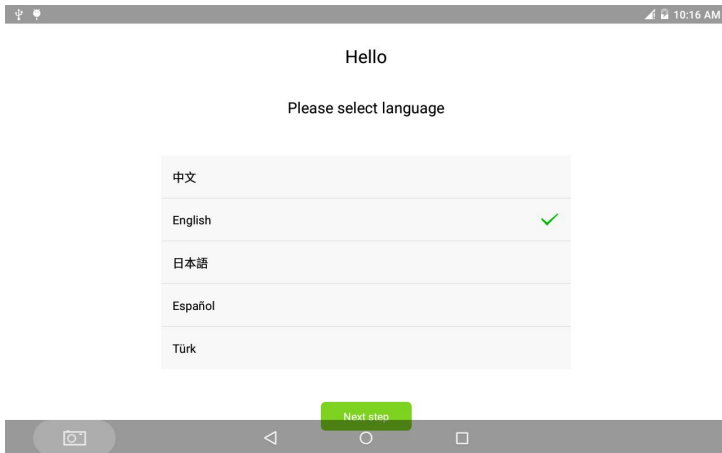 10:16 AM
Hello
Please select language
中文
English
日本語
Español
Türk
Next step